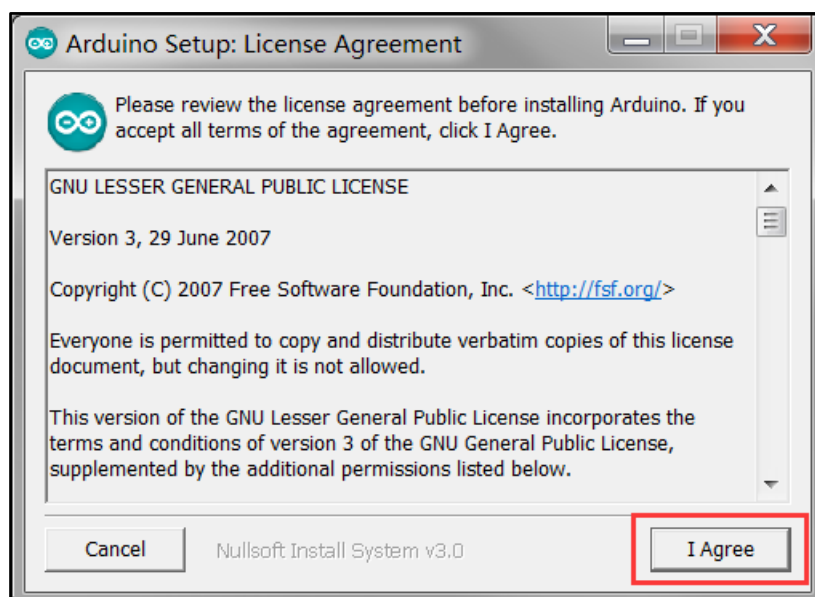 Arduino Setup: License Agreement
Please review the license agreement before installing Arduino. If you
accept all terms of the agreement, click I Agree.
GNU LESSER GENERAL PUBLIC LICENSE
Version 3, 29 June 2007
Copyright (C) 2007 Free Software Foundation, Inc. <http://fsf.org/>
Everyone is permitted to copy and distribute verbatim copies of this license
document, but changing it is not allowed.
This version of the GNU Lesser General Public License incorporates the
terms and conditions of version 3 of the GNU General Public License,
supplemented by the additional permissions listed below.
Cancel
Nullsoft Install System v3.0
I Agree